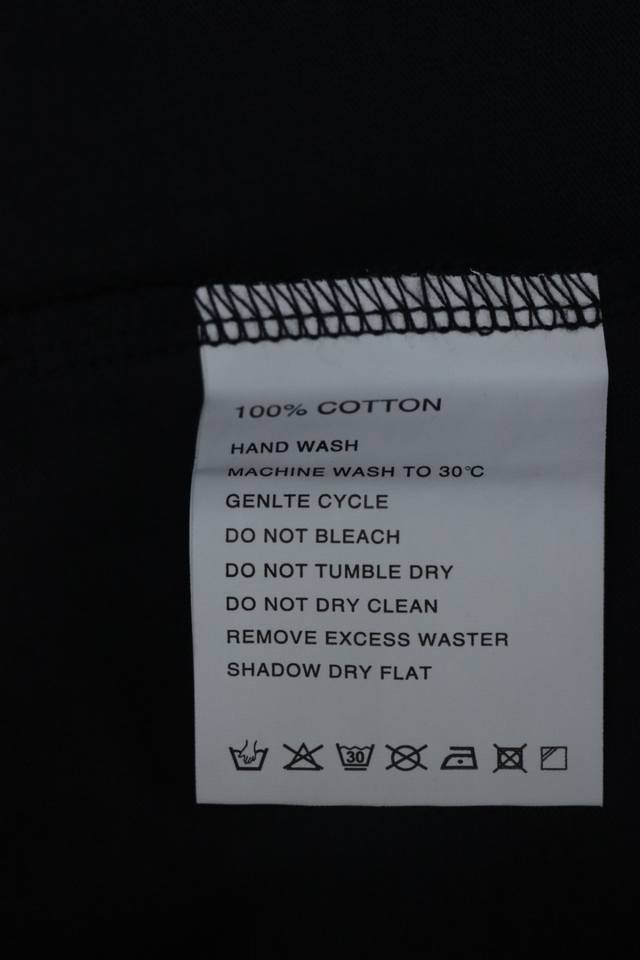 100% COTTON
HAND WASH
MACHINE WASH TO 30°C
GENLTE CYCLE
DO NOT BLEACH
DO NOT TUMBLE DRY
DO NOT DRY CLEAN
REMOVE EXCESS WASTER
SHADOW DRY FLAT
30